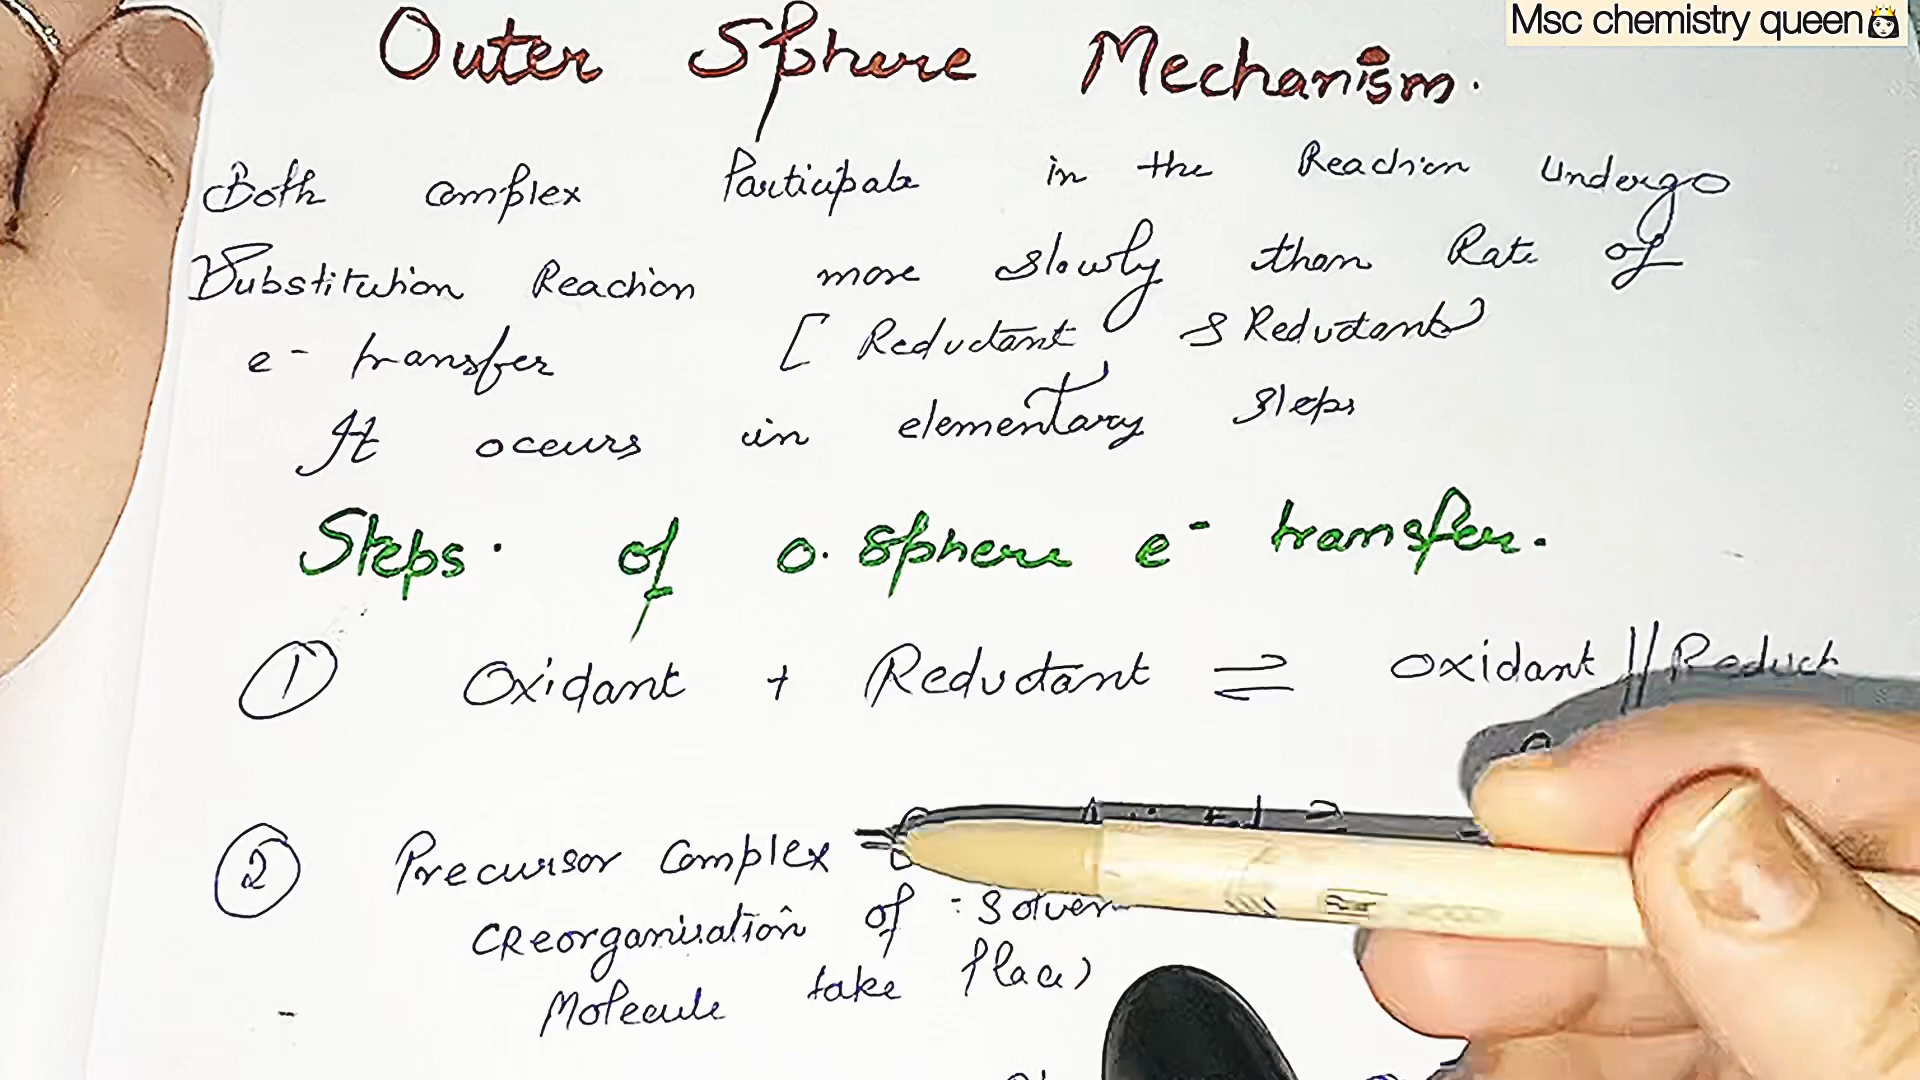 Msc chemistry queen👸🏻
Outer Sphere Mechanism.
Both complex Participate in the Reaction undergo
Substitution Reaction more slowly than Rate of
e- transfer [ Reductant & Reductant)
It occurs in elementary steps
Steps. of o. sphere e- transfer.
① Oxidant + Reductant ⇌ oxidant || Reduct
② Precursor Complex
(Reorganisation of solven
Molecule take place)